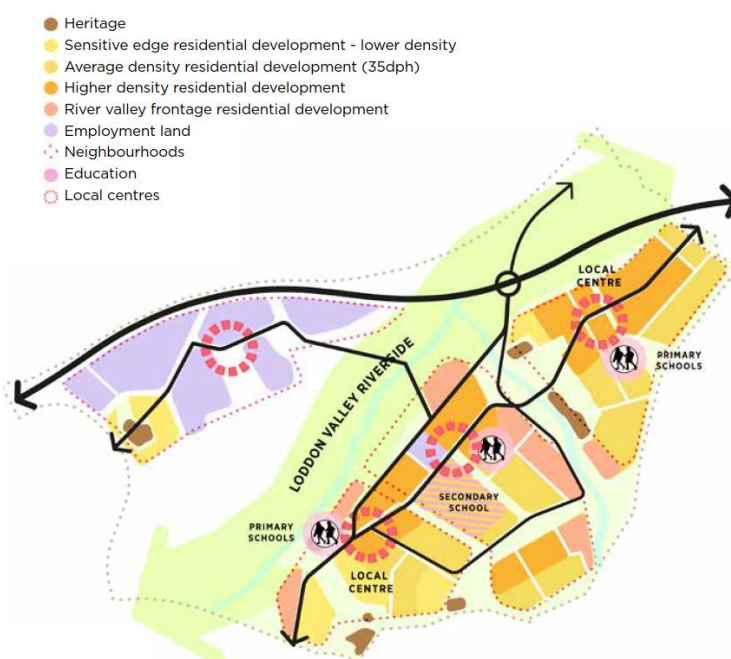 Heritage
Sensitive edge residential development - lower density
Average density residential development (35dph)
Higher density residential development
River valley frontage residential development
Employment land
Neighbourhoods
Education
Local centres
LOCAL
CENTRE
PRIMARY
SCHOOLS
LODDON VALLEY RIVERSIDE
SECONDARY
SCHOOL
PRIMARY
SCHOOLS
LOCAL
CENTRE